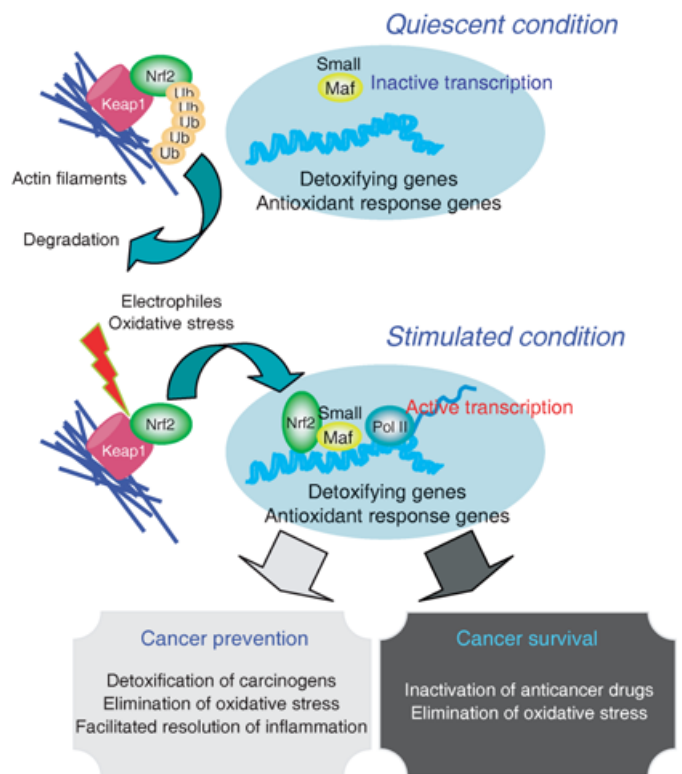 Quiescent condition
Nrf2
Keap1
Ub
Ub
Ub
Ub
Ub
Actin filaments
Small
Maf
Inactive transcription
Detoxifying genes
Antioxidant response genes
Degradation
Electrophiles
Oxidative stress
Stimulated condition
Nrf2
Keap1
Nrf2
Small
Maf
Pol II
Active transcription
Detoxifying genes
Antioxidant response genes
Cancer prevention
Detoxification of carcinogens
Elimination of oxidative stress
Facilitated resolution of inflammation
Cancer survival
Inactivation of anticancer drugs
Elimination of oxidative stress